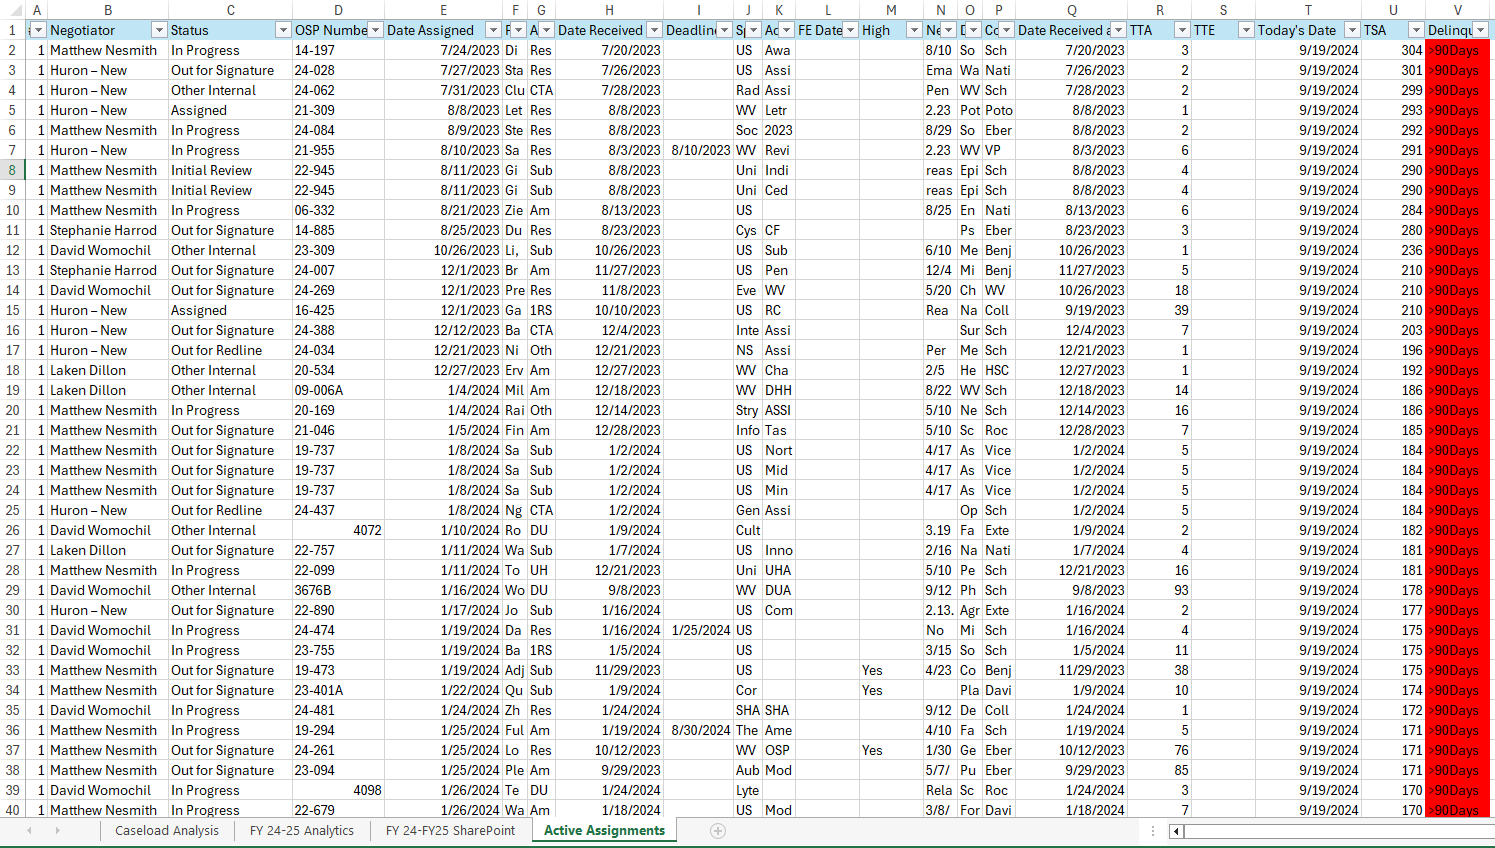 A B C D E F G H I J K L M N O P Q R S T U V
1 Negotiator Status OSP Numbe Date Assigned F A Date Received Deadlin S Ac FE Date High Ne D Co Date Received a TTA TTE Today's Date TSA Delinqu
2 1 Matthew Nesmith In Progress 14-197 7/24/2023 Di Res 7/20/2023 US Awa 8/10 So Sch 7/20/2023 3 9/19/2024 304 >90Days
3 1 Huron – New Out for Signature 24-028 7/27/2023 Sta Res 7/26/2023 US Assi Ema Wa Nati 7/26/2023 2 9/19/2024 301 >90Days
4 1 Huron – New Other Internal 24-062 7/31/2023 Clu CTA 7/28/2023 Rad Assi Pen WV Sch 7/28/2023 2 9/19/2024 299 >90Days
5 1 Huron – New Assigned 21-309 8/8/2023 Let Res 8/8/2023 WV Letr 2.23 Pot Poto 8/8/2023 1 9/19/2024 293 >90Days
6 1 Matthew Nesmith In Progress 24-084 8/9/2023 Ste Res 8/8/2023 Soc 2023 8/29 So Eber 8/8/2023 2 9/19/2024 292 >90Days
7 1 Huron – New In Progress 21-955 8/10/2023 Sa Res 8/3/2023 8/10/2023 WV Revi 2.23 WV VP 8/3/2023 6 9/19/2024 291 >90Days
8 1 Matthew Nesmith Initial Review 22-945 8/11/2023 Gi Sub 8/8/2023 Uni Indi reas Epi Sch 8/8/2023 4 9/19/2024 290 >90Days
9 1 Matthew Nesmith Initial Review 22-945 8/11/2023 Gi Sub 8/8/2023 Uni Ced reas Epi Sch 8/8/2023 4 9/19/2024 290 >90Days
10 1 Matthew Nesmith In Progress 06-332 8/21/2023 Zie Am 8/13/2023 US 8/25 En Nati 8/13/2023 6 9/19/2024 284 >90Days
11 1 Stephanie Harrod Out for Signature 14-885 8/25/2023 Du Res 8/23/2023 Cys CF Ps Eber 8/23/2023 3 9/19/2024 280 >90Days
12 1 David Womochil Other Internal 23-309 10/26/2023 Li, Sub 10/26/2023 US Sub 6/10 Me Benj 10/26/2023 1 9/19/2024 236 >90Days
13 1 Stephanie Harrod Out for Signature 24-007 12/1/2023 Br Am 11/27/2023 US Pen 12/4 Mi Benj 11/27/2023 5 9/19/2024 210 >90Days
14 1 David Womochil Out for Signature 24-269 12/1/2023 Pre Res 11/8/2023 Eve WV 5/20 Ch WV 10/26/2023 18 9/19/2024 210 >90Days
15 1 Huron – New Assigned 16-425 12/1/2023 Ga 1RS 10/10/2023 US RC Rea Na Coll 9/19/2023 39 9/19/2024 210 >90Days
16 1 Huron – New Out for Signature 24-388 12/12/2023 Ba CTA 12/4/2023 Inte Assi Sur Sch 12/4/2023 7 9/19/2024 203 >90Days
17 1 Huron – New Out for Redline 24-034 12/21/2023 Ni Oth 12/21/2023 NS Assi Per Me Sch 12/21/2023 1 9/19/2024 196 >90Days
18 1 Laken Dillon Other Internal 20-534 12/27/2023 Erv Am 12/27/2023 WV Cha 2/5 He HSC 12/27/2023 1 9/19/2024 192 >90Days
19 1 Laken Dillon Other Internal 09-006A 1/4/2024 Mil Am 12/18/2023 WV DHH 8/22 WV Sch 12/18/2023 14 9/19/2024 186 >90Days
20 1 Matthew Nesmith In Progress 20-169 1/4/2024 Rai Oth 12/14/2023 Stry ASSI 5/10 Ne Sch 12/14/2023 16 9/19/2024 186 >90Days
21 1 Matthew Nesmith Out for Signature 21-046 1/5/2024 Fin Am 12/28/2023 Info Tas 5/10 Sc Roc 12/28/2023 7 9/19/2024 185 >90Days
22 1 Matthew Nesmith Out for Signature 19-737 1/8/2024 Sa Sub 1/2/2024 US Nort 4/17 As Vice 1/2/2024 5 9/19/2024 184 >90Days
23 1 Matthew Nesmith Out for Signature 19-737 1/8/2024 Sa Sub 1/2/2024 US Mid 4/17 As Vice 1/2/2024 5 9/19/2024 184 >90Days
24 1 Matthew Nesmith Out for Signature 19-737 1/8/2024 Sa Sub 1/2/2024 US Min 4/17 As Vice 1/2/2024 5 9/19/2024 184 >90Days
25 1 Huron – New Out for Redline 24-437 1/8/2024 Ng CTA 1/2/2024 Gen Assi Op Sch 1/2/2024 5 9/19/2024 184 >90Days
26 1 David Womochil Other Internal 4072 1/10/2024 Ro DU 1/9/2024 Cult 3.19 Fa Exte 1/9/2024 2 9/19/2024 182 >90Days
27 1 Laken Dillon Out for Signature 22-757 1/11/2024 Wa Sub 1/7/2024 US Inno 2/16 Na Nati 1/7/2024 4 9/19/2024 181 >90Days
28 1 Matthew Nesmith In Progress 22-099 1/11/2024 To UH 12/21/2023 Uni UHA 5/10 Pe Sch 12/21/2023 16 9/19/2024 181 >90Days
29 1 David Womochil Other Internal 3676B 1/16/2024 Wo DU 9/8/2023 WV DUA 9/12 Ph Sch 9/8/2023 93 9/19/2024 178 >90Days
30 1 Huron – New Out for Signature 22-890 1/17/2024 Jo Sub 1/16/2024 US Com 2.13. Agr Exte 1/16/2024 2 9/19/2024 177 >90Days
31 1 David Womochil In Progress 24-474 1/19/2024 Da Res 1/16/2024 1/25/2024 US No Mi Sch 1/16/2024 4 9/19/2024 175 >90Days
32 1 David Womochil In Progress 23-755 1/19/2024 Ba 1RS 1/5/2024 US 3/15 So Sch 1/5/2024 11 9/19/2024 175 >90Days
33 1 Matthew Nesmith Out for Signature 19-473 1/19/2024 Adj Sub 11/29/2023 US Yes 4/23 Co Benj 11/29/2023 38 9/19/2024 175 >90Days
34 1 Matthew Nesmith Out for Signature 23-401A 1/22/2024 Qu Sub 1/9/2024 Cor Yes Pla Davi 1/9/2024 10 9/19/2024 174 >90Days
35 1 David Womochil In Progress 24-481 1/24/2024 Zh Res 1/24/2024 SHA SHA 9/12 De Coll 1/24/2024 1 9/19/2024 172 >90Days
36 1 Matthew Nesmith In Progress 19-294 1/25/2024 Ful Am 1/19/2024 8/30/2024 The Ame 4/10 Fa Sch 1/19/2024 5 9/19/2024 171 >90Days
37 1 Matthew Nesmith Out for Signature 24-261 1/25/2024 Lo Res 10/12/2023 WV OSP Yes 1/30 Ge Eber 10/12/2023 76 9/19/2024 171 >90Days
38 1 Matthew Nesmith Out for Signature 23-094 1/25/2024 Ple Am 9/29/2023 Aub Mod 5/7/ Pu Eber 9/29/2023 85 9/19/2024 171 >90Days
39 1 David Womochil In Progress 4098 1/26/2024 Te DU 1/24/2024 Lyte Rela Sc Roc 1/24/2024 3 9/19/2024 170 >90Days
40 1 Matthew Nesmith In Progress 22-679 1/26/2024 Wa Am 1/18/2024 US Mod 3/8/ For Davi 1/18/2024 7 9/19/2024 170 >90Days
Caseload Analysis FY 24-25 Analytics FY 24-FY25 SharePoint Active Assignments